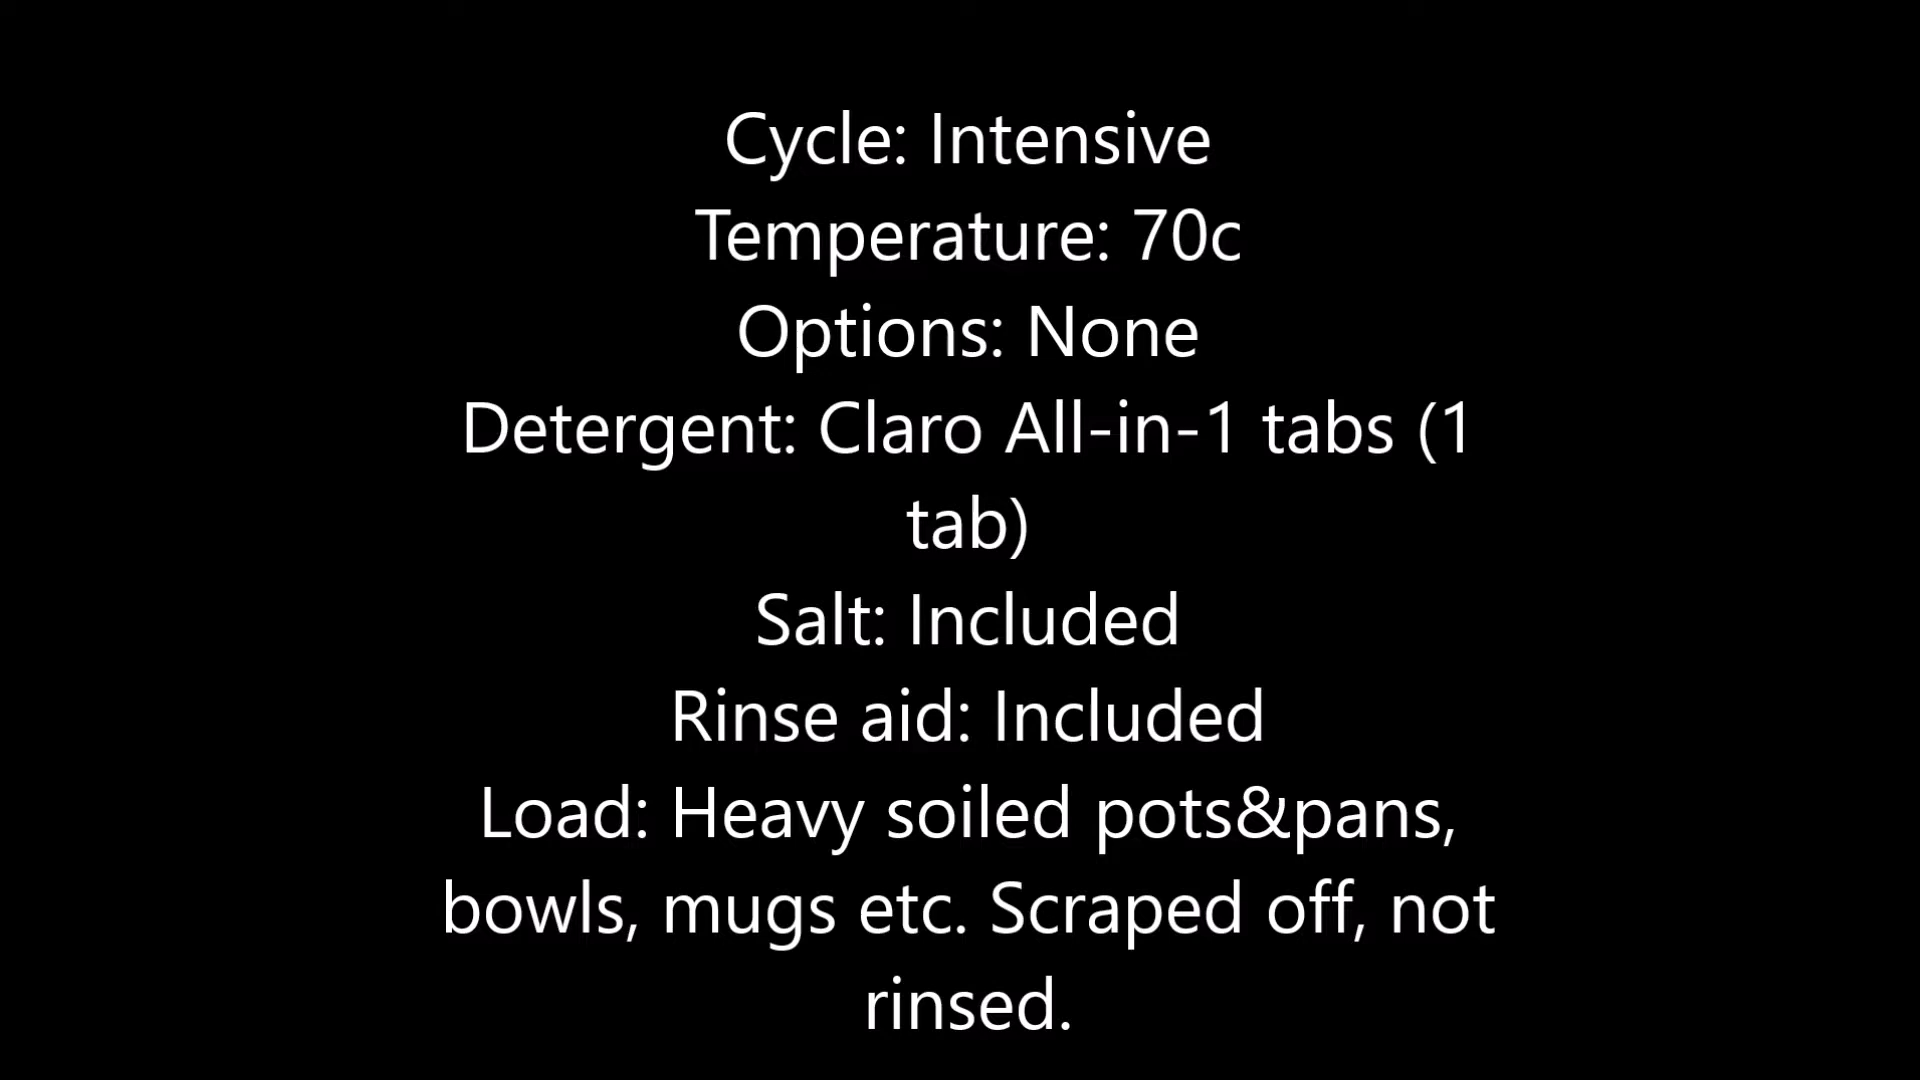 Cycle: Intensive
Temperature: 70c
Options: None
Detergent: Claro All-in-1 tabs (1
tab)
Salt: Included
Rinse aid: Included
Load: Heavy soiled pots&pans,
bowls, mugs etc. Scraped off, not
rinsed.